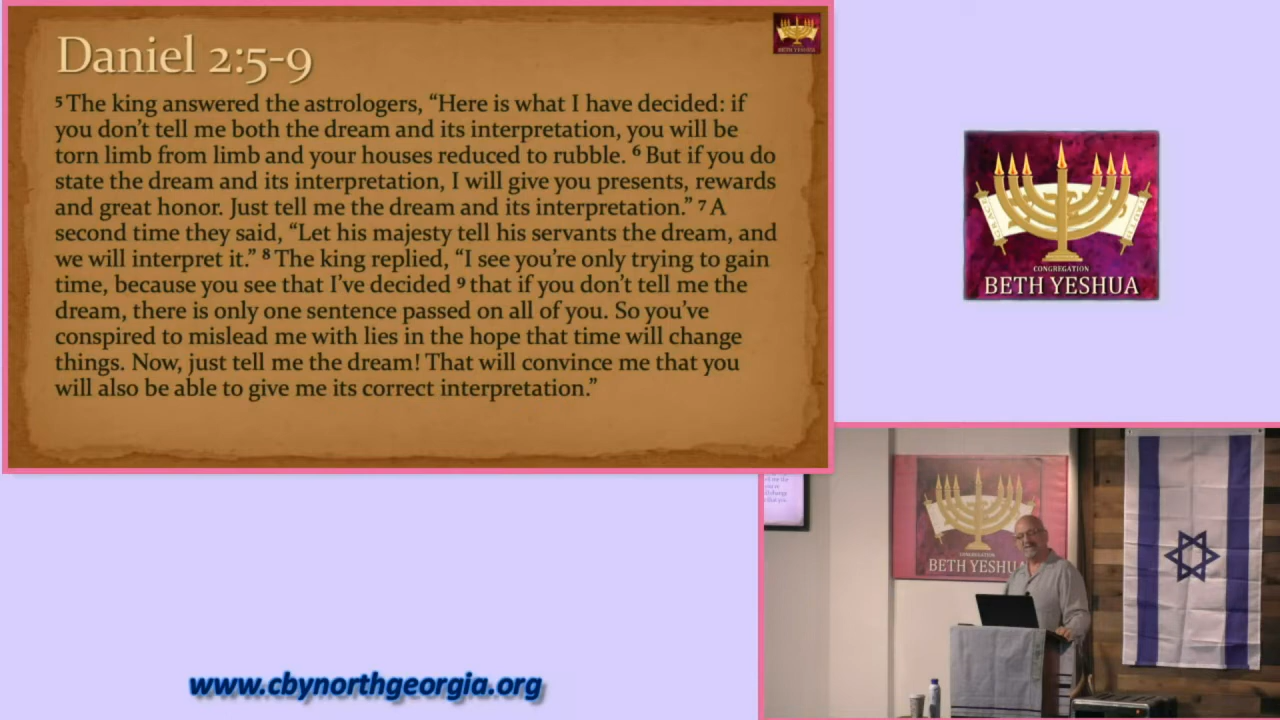 Daniel 2:5-9
BETH YESHUA
⁵ The king answered the astrologers, “Here is what I have decided: if
you don’t tell me both the dream and its interpretation, you will be
torn limb from limb and your houses reduced to rubble. ⁶ But if you do
state the dream and its interpretation, I will give you presents, rewards
and great honor. Just tell me the dream and its interpretation.” ⁷ A
second time they said, “Let his majesty tell his servants the dream, and
we will interpret it.” ⁸ The king replied, “I see you’re only trying to gain
time, because you see that I’ve decided ⁹ that if you don’t tell me the
dream, there is only one sentence passed on all of you. So you’ve
conspired to mislead me with lies in the hope that time will change
things. Now, just tell me the dream! That will convince me that you
will also be able to give me its correct interpretation.”
GRACE
TRUTH
CONGREGATION
BETH YESHUA
CONGREGATION
BETH YESHUA
www.cbynorthgeorgia.org